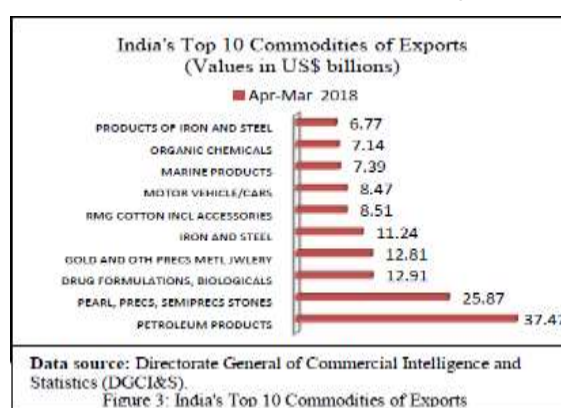 India's Top 10 Commodities of Exports
(Values in US$ billions)
Apr-Mar 2018
PRODUCTS OF IRON AND STEEL 6.77
ORGANIC CHEMICALS 7.14
MARINE PRODUCTS 7.39
MOTOR VEHICLE/CARS 8.47
RMG COTTON INCL ACCESSORIES 8.51
IRON AND STEEL 11.24
GOLD AND OTH PRECS METL JWLERY 12.81
DRUG FORMULATIONS, BIOLOGICALS 12.91
PEARL, PRECS, SEMIPRECS STONES 25.87
PETROLEUM PRODUCTS 37.47
Data source: Directorate General of Commercial Intelligence and
Statistics (DGCI&S).
Figure 3: India's Top 10 Commodities of Exports